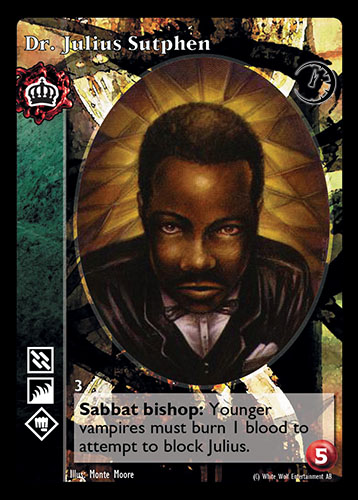 Dr. Julius Sutphen
3
Sabbat bishop: Younger
vampires must burn 1 blood to
attempt to block Julius.
5
Illus: Monte Moore
(C) White Wolf Entertainment AB